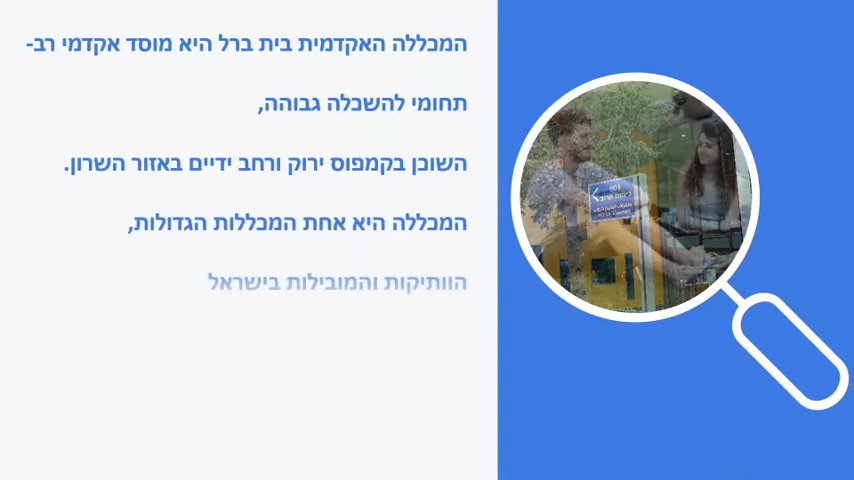 המכללה האקדמית בית ברל היא מוסד אקדמי רב-
תחומי להשכלה גבוהה,
השוכן בקמפוס ירוק ורחב ידיים באזור השרון.
המכללה היא אחת המכללות הגדולות,
הוותיקות והמובילות בישראל